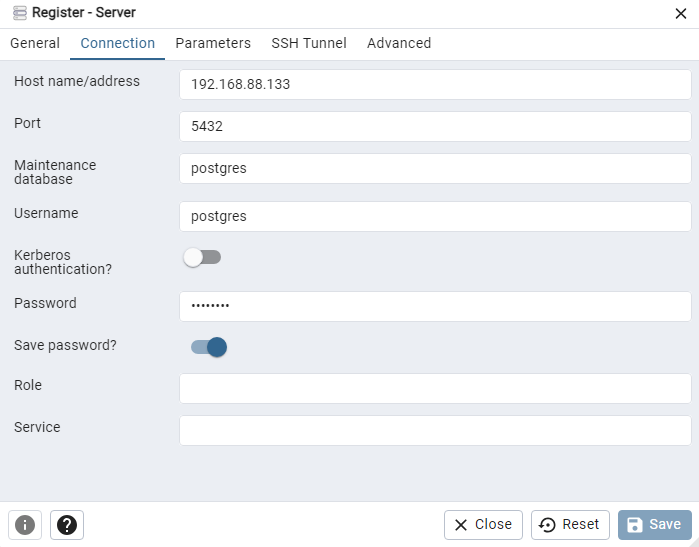 Register - Server
General Connection Parameters SSH Tunnel Advanced
Host name/address 192.168.88.133
Port 5432
Maintenance
database
postgres
Username postgres
Kerberos
authentication?
Password ••••••••
Save password?
Role
Service
Close Reset Save